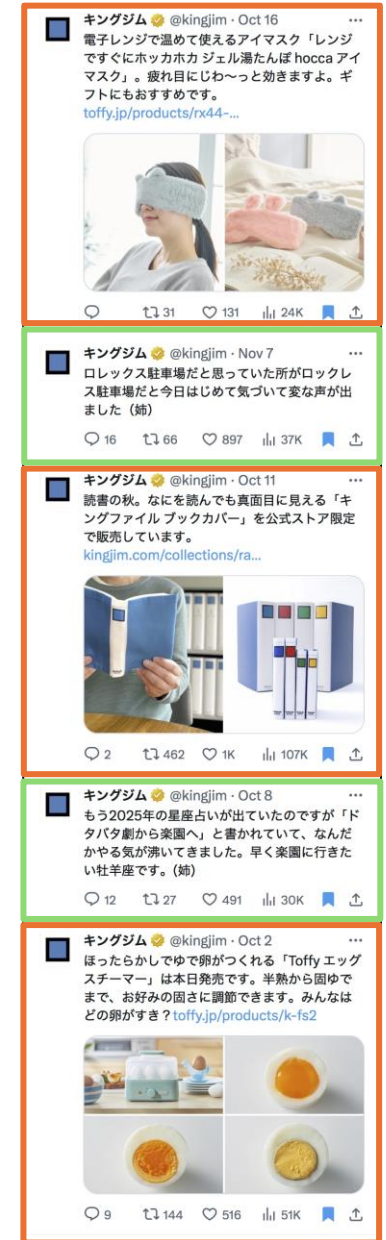 キングジム @kingjim · Oct 16 ...
電子レンジで温めて使えるアイマスク「レンジ
ですぐにホッカホカ ジェル湯たんぽ hocca アイ
マスク」。疲れ目にじわ〜っと効きますよ。ギ
フトにもおすすめです。
toffy.jp/products/rx44-...
31 131 24K
キングジム @kingjim · Nov 7 ...
ロレックス駐車場だと思っていた所がロックレ
ス駐車場だと今日はじめて気づいて変な声が出
ました（姉）
16 66 897 37K
キングジム @kingjim · Oct 11 ...
読書の秋。なにを読んでも真面目に見える「キ
ングファイル ブックカバー」を公式ストア限定
で販売しています。
kingjim.com/collections/ra...
2 462 1K 107K
キングジム @kingjim · Oct 8 ...
もう2025年の星座占いが出ていたのですが「ド
タバタ劇から楽園へ」と書かれていて、なんだ
かやる気が沸いてきました。早く楽園に行きた
い牡羊座です。(姉)
12 27 491 30K
キングジム @kingjim · Oct 2 ...
ほったらかしでゆで卵がつくれる「Toffy エッグ
スチーマー」は本日発売です。半熟から固ゆで
まで、お好みの固さに調節できます。みんなは
どの卵がすき？toffy.jp/products/k-fs2
9 144 516 51K